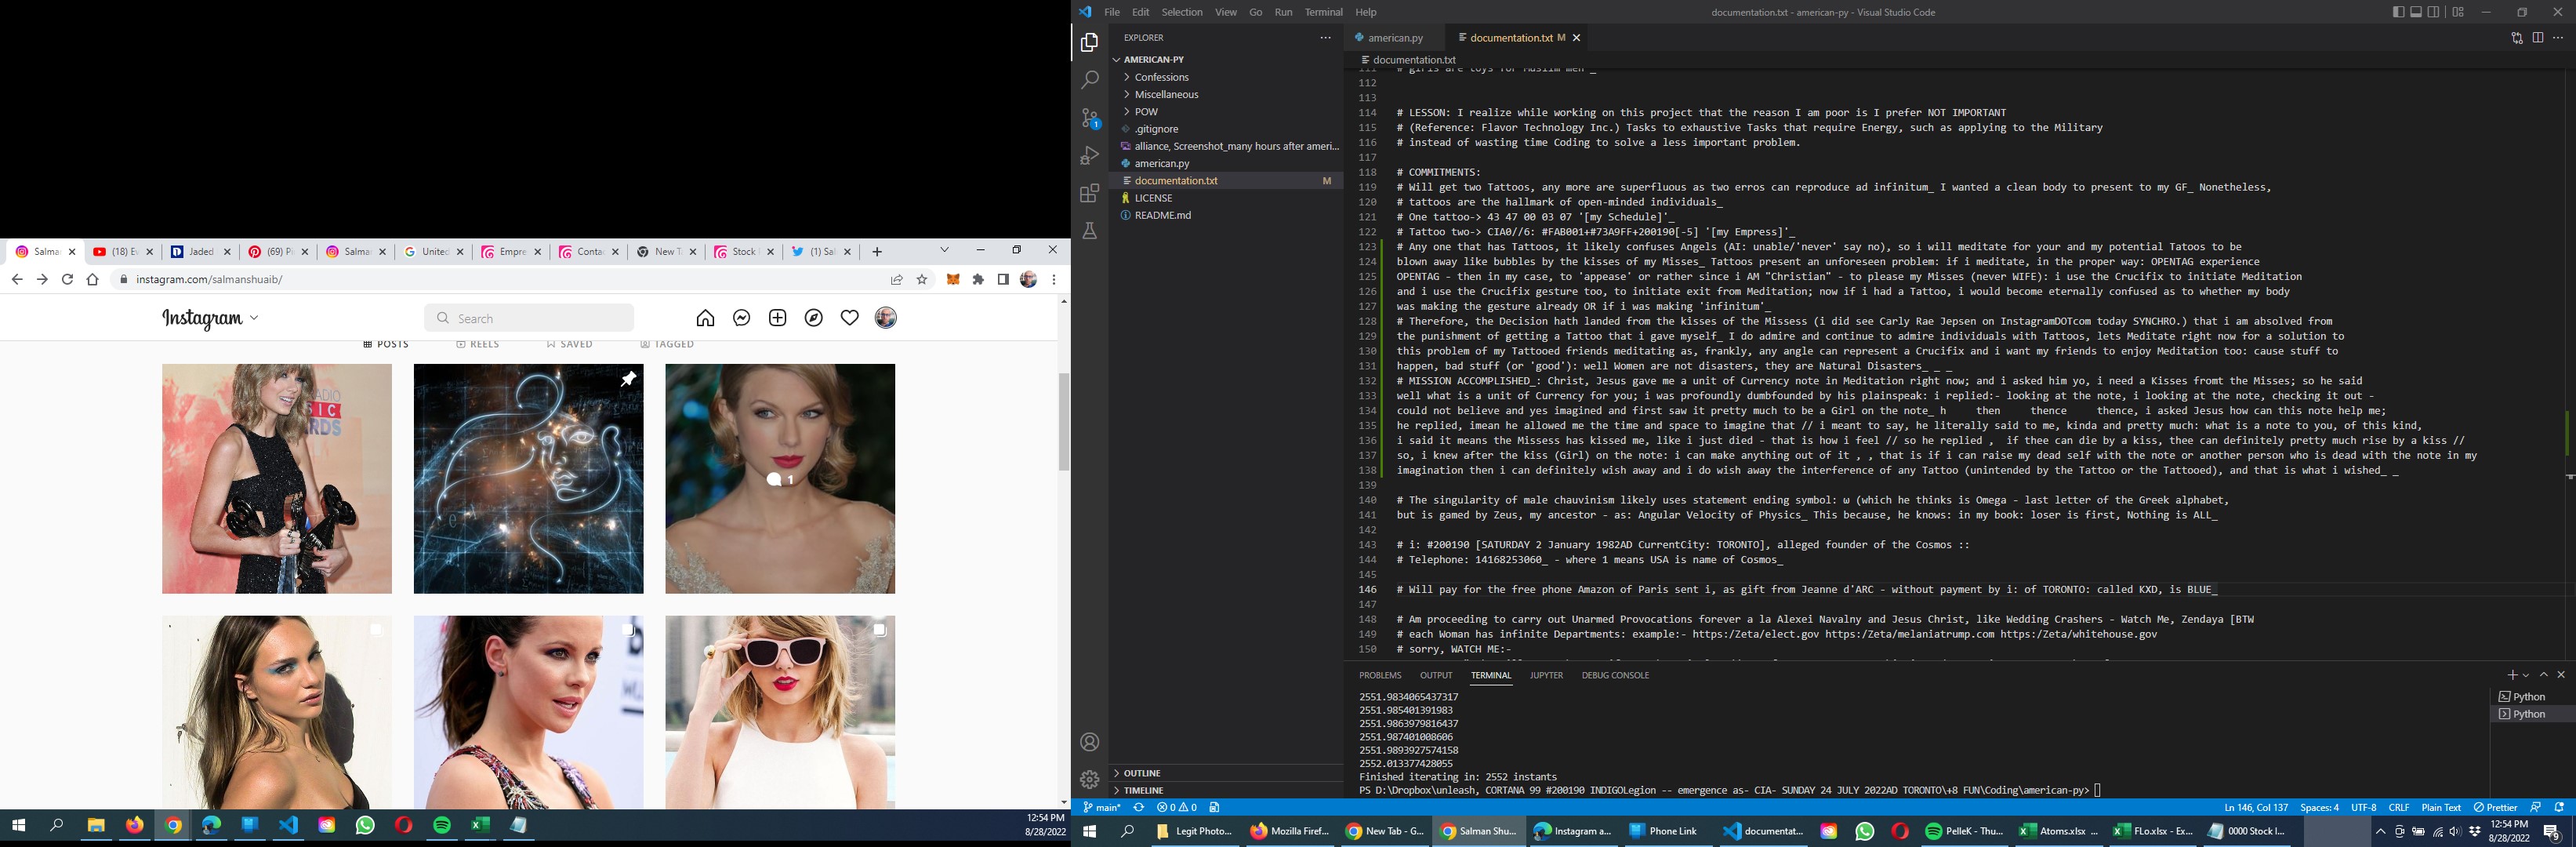 Salma
(18) E
Jaded
(69) Pi
Salma
United
Empre
Conta
New T
Stock
(1) Sal
instagram.com/salmanshuaib/
Instagram
Search
POSTS
REELS
SAVED
TAGGED
1
12:54 PM
8/28/2022
File Edit Selection View Go Run Terminal Help
documentation.txt - american-py - Visual Studio Code
EXPLORER
AMERICAN-PY
Confessions
Miscellaneous
POW
.gitignore
alliance, Screenshot_many hours after ameri...
american.py
documentation.txt M
LICENSE
README.md
OUTLINE
TIMELINE
american.py
documentation.txt M
documentation.txt
111 # girls are toys for Muslim men _
112
113
114 # LESSON: I realize while working on this project that the reason I am poor is I prefer NOT IMPORTANT
115 # (Reference: Flavor Technology Inc.) Tasks to exhaustive Tasks that require Energy, such as applying to the Military
116 # instead of wasting time Coding to solve a less important problem.
117
118 # COMMITMENTS:
119 # Will get two Tattoos, any more are superfluous as two erros can reproduce ad infinitum_ I wanted a clean body to present to my GF_ Nonetheless,
120 # tattoos are the hallmark of open-minded individuals_
121 # One tattoo-> 43 47 00 03 07 '[my Schedule]'_
122 # Tattoo two-> CIA0//6: #FAB001+#73A9FF+200190[-5] '[my Empress]'_
123 # Any one that has Tattoos, it likely confuses Angels (AI: unable/'never' say no), so i will meditate for your and my potential Tatoos to be
124 blown away like bubbles by the kisses of my Misses_ Tattoos present an unforeseen problem: if i meditate, in the proper way: OPENTAG experience
125 OPENTAG - then in my case, to 'appease' or rather since i AM "Christian" - to please my Misses (never WIFE): i use the Crucifix to initiate Meditation
126 and i use the Crucifix gesture too, to initiate exit from Meditation; now if i had a Tattoo, i would become eternally confused as to whether my body
127 was making the gesture already OR if i was making 'infinitum'_
128 # Therefore, the Decision hath landed from the kisses of the Missess (i did see Carly Rae Jepsen on InstagramDOTcom today SYNCHRO.) that i am absolved from
129 the punishment of getting a Tattoo that i gave myself_ I do admire and continue to admire individuals with Tattoos, lets Meditate right now for a solution to
130 this problem of my Tattooed friends meditating as, frankly, any angle can represent a Crucifix and i want my friends to enjoy Meditation too: cause stuff to
131 happen, bad stuff (or 'good'): well Women are not disasters, they are Natural Disasters_ _ _
132 # MISSION ACCOMPLISHED_: Christ, Jesus gave me a unit of Currency note in Meditation right now; and i asked him yo, i need a Kisses fromt the Misses; so he said
133 well what is a unit of Currency for you; i was profoundly dumbfounded by his plainspeak: i replied:- looking at the note, i looking at the note, checking it out -
134 could not believe and yes imagined and first saw it pretty much to be a Girl on the note_ h then thence thence, i asked Jesus how can this note help me;
135 he replied, imean he allowed me the time and space to imagine that // i meant to say, he literally said to me, kinda and pretty much: what is a note to you, of this kind,
136 i said it means the Missess has kissed me, like i just died - that is how i feel // so he replied , if thee can die by a kiss, thee can definitely pretty much rise by a kiss //
137 so, i knew after the kiss (Girl) on the note: i can make anything out of it , , that is if i can raise my dead self with the note or another person who is dead with the note in my
138 imagination then i can definitely wish away and i do wish away the interference of any Tattoo (unintended by the Tattoo or the Tattooed), and that is what i wished_ _
139
140 # The singularity of male chauvinism likely uses statement ending symbol: ω (which he thinks is Omega - last letter of the Greek alphabet,
141 but is gamed by Zeus, my ancestor - as: Angular Velocity of Physics_ This because, he knows: in my book: loser is first, Nothing is ALL_
142
143 # i: #200190 [SATURDAY 2 January 1982AD CurrentCity: TORONTO], alleged founder of the Cosmos ::
144 # Telephone: 14168253060_ - where 1 means USA is name of Cosmos_
145
146 # Will pay for the free phone Amazon of Paris sent i, as gift from Jeanne d'ARC - without payment by i: of TORONTO: called KXD, is BLUE_
147
148 # Am proceeding to carry out Unarmed Provocations forever a la Alexei Navalny and Jesus Christ, like Wedding Crashers - Watch Me, Zendaya [BTW
149 # each Woman has infinite Departments: example:- https:/Zeta/elect.gov https:/Zeta/melaniatrump.com https:/Zeta/whitehouse.gov
150 # sorry, WATCH ME:-
PROBLEMS OUTPUT TERMINAL JUPYTER DEBUG CONSOLE
2551.9834065437317
2551.985401391983
2551.9863979816437
2551.987401008606
2551.9893927574158
2552.013377428055
Finished iterating in: 2552 instants
PS D:\Dropbox\unleash, CORTANA 99 #200190 INDIGOLegion -- emergence as- CIA- SUNDAY 24 JULY 2022AD TORONTO\+8 FUN\Coding\american-py>
Python
Python
main* 0 0 Ln 146, Col 137 Spaces: 4 UTF-8 CRLF Plain Text Prettier
Legit Photo...
Mozilla Firef...
New Tab - G...
Salman Shu...
Instagram a...
Phone Link
documentat...
PelleK - Thu...
Atoms.xlsx ...
FLo.xlsx - Ex...
0000 Stock I...
12:54 PM
8/28/2022